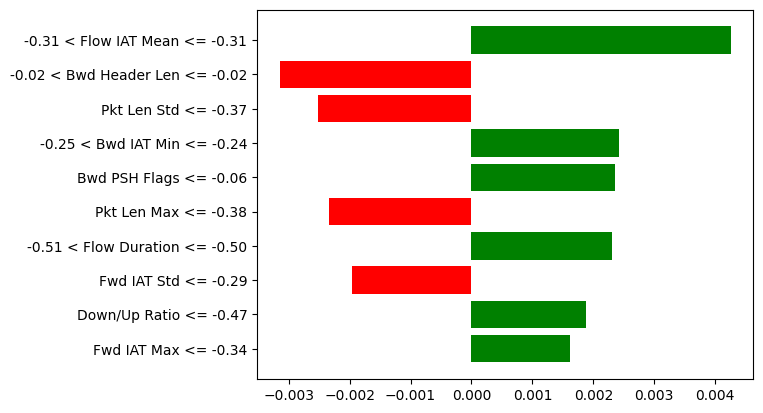 -0.31 < Flow IAT Mean <= -0.31
-0.02 < Bwd Header Len <= -0.02
Pkt Len Std <= -0.37
-0.25 < Bwd IAT Min <= -0.24
Bwd PSH Flags <= -0.06
Pkt Len Max <= -0.38
-0.51 < Flow Duration <= -0.50
Fwd IAT Std <= -0.29
Down/Up Ratio <= -0.47
Fwd IAT Max <= -0.34
−0.003 −0.002 −0.001 0.000 0.001 0.002 0.003 0.004